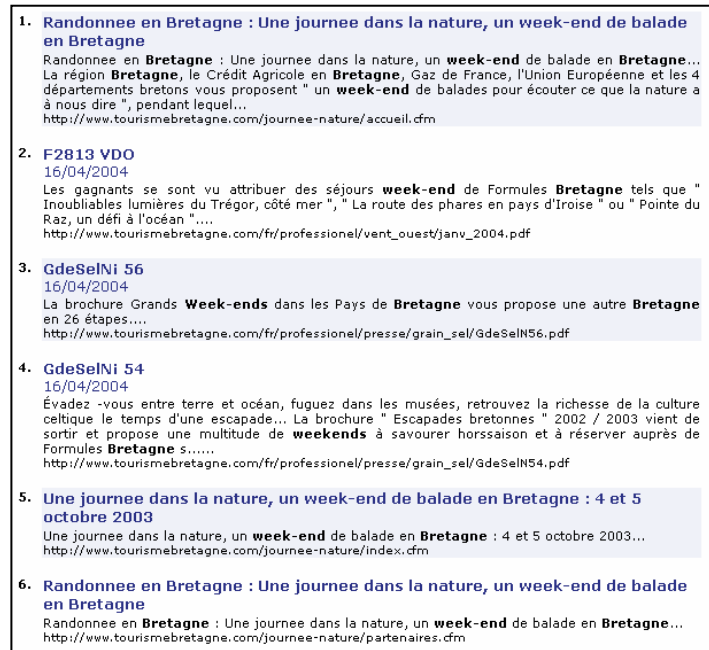 1. Randonnee en Bretagne : Une journee dans la nature, un week-end de balade
en Bretagne
Randonnee en Bretagne : Une journee dans la nature, un week-end de balade en Bretagne...
La région Bretagne, le Crédit Agricole en Bretagne, Gaz de France, l'Union Européenne et les 4
départements bretons vous proposent " un week-end de balades pour écouter ce que la nature a
à nous dire ", pendant lequel...
http://www.tourismebretagne.com/journee-nature/accueil.cfm
2. F2813 VDO
16/04/2004
Les gagnants se sont vu attribuer des séjours week-end de Formules Bretagne tels que "
Inoubliables lumières du Trégor, côté mer ", " La route des phares en pays d'Iroise " ou " Pointe du
Raz, un défi à l'océan "....
http://www.tourismebretagne.com/fr/professionel/vent_ouest/janv_2004.pdf
3. GdeSelNi 56
16/04/2004
La brochure Grands Week-ends dans les Pays de Bretagne vous propose une autre Bretagne
en 26 étapes....
http://www.tourismebretagne.com/fr/professionel/presse/grain_sel/GdeSelN56.pdf
4. GdeSelNi 54
16/04/2004
Évadez -vous entre terre et océan, fuguez dans les musées, retrouvez la richesse de la culture
celtique le temps d'une escapade... La brochure " Escapades bretonnes " 2002 / 2003 vient de
sortir et propose une multitude de weekends à savourer horssaison et à réserver auprès de
Formules Bretagne s......
http://www.tourismebretagne.com/fr/professionel/presse/grain_sel/GdeSelN54.pdf
5. Une journee dans la nature, un week-end de balade en Bretagne : 4 et 5
octobre 2003
Une journee dans la nature, un week-end de balade en Bretagne : 4 et 5 octobre 2003...
http://www.tourismebretagne.com/journee-nature/index.cfm
6. Randonnee en Bretagne : Une journee dans la nature, un week-end de balade
en Bretagne
Randonnee en Bretagne : Une journee dans la nature, un week-end de balade en Bretagne...
http://www.tourismebretagne.com/journee-nature/partenaires.cfm